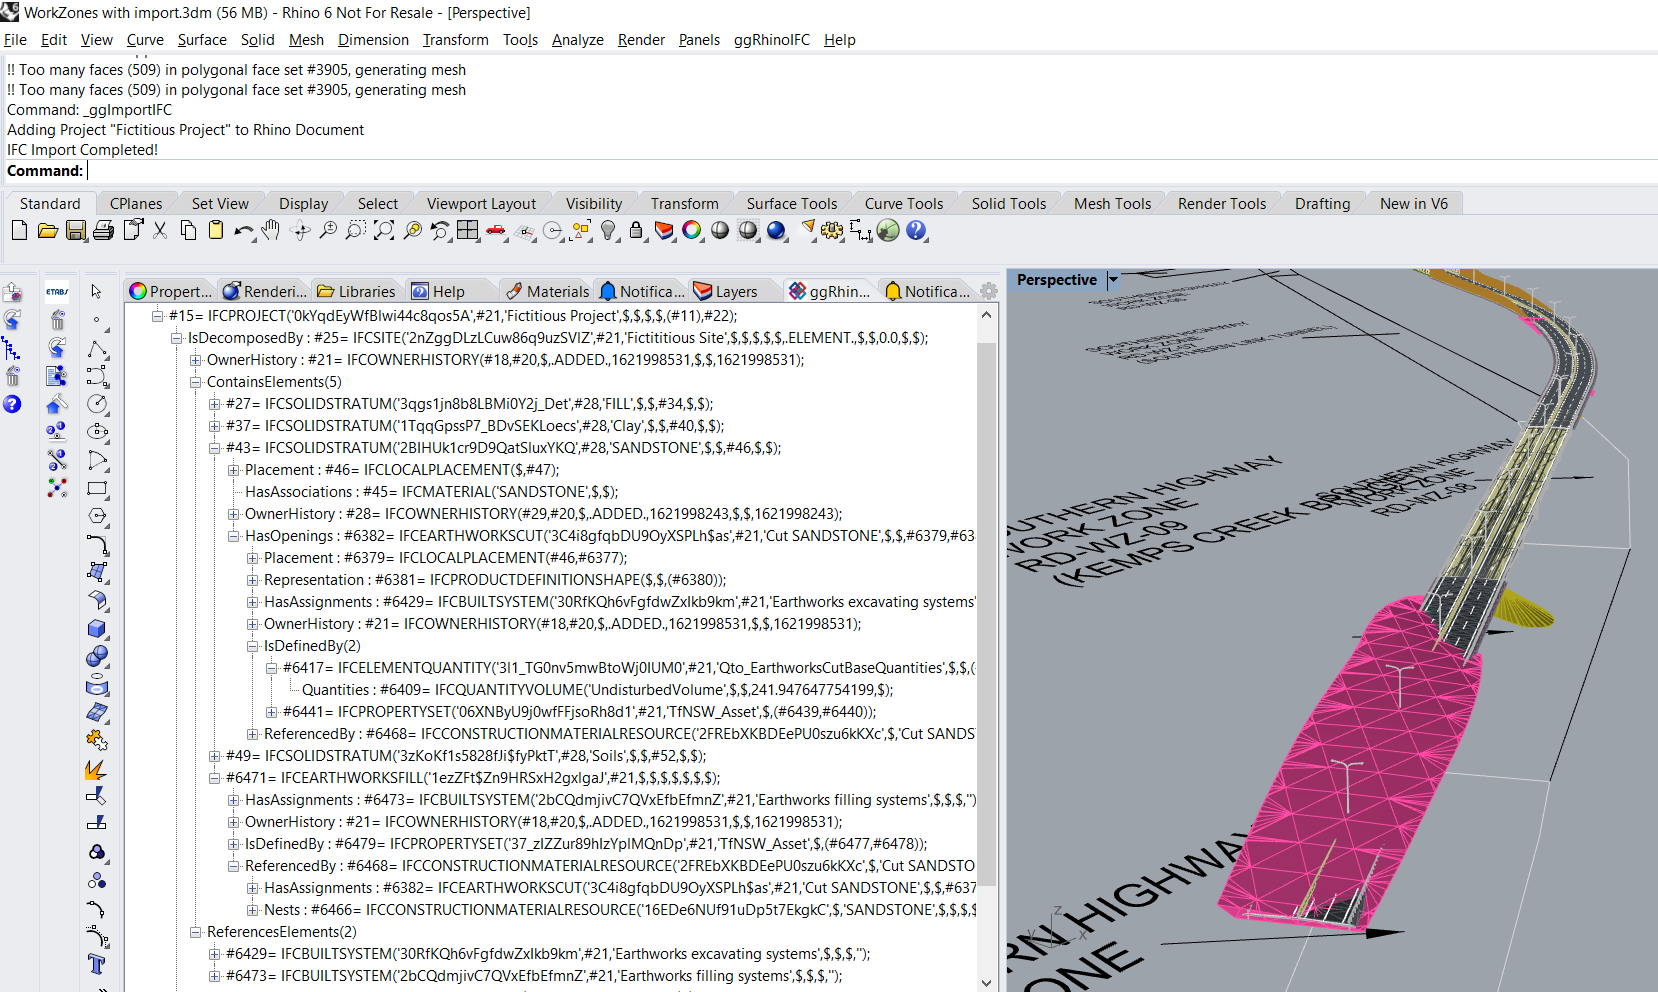 WorkZones with import.3dm (56 MB) - Rhino 6 Not For Resale - [Perspective]
File Edit View Curve Surface Solid Mesh Dimension Transform Tools Analyze Render Panels ggRhinoIFC Help
!! Too many faces (509) in polygonal face set #3905, generating mesh
!! Too many faces (509) in polygonal face set #3905, generating mesh
Command: _ggImportIFC
Adding Project "Fictitious Project" to Rhino Document
IFC Import Completed!
Command:
Standard CPlanes Set View Display Select Viewport Layout Visibility Transform Surface Tools Curve Tools Solid Tools Mesh Tools Render Tools Drafting New in V6
ETABS
Propert... Renderi... Libraries Help Materials Notifica... Layers ggRhin... Notifica...
Perspective
#15= IFCPROJECT('0kYqdEyWfBIwi44c8qos5A',#21,'Fictitious Project',$,$,$,$,(#11),#22);
IsDecomposedBy : #25= IFCSITE('2nZggDLzLCuw86q9uzSVIZ',#21,'Fictititious Site',$,$,$,$,$,.ELEMENT.,$,$,0.0,$,$);
OwnerHistory : #21= IFCOWNERHISTORY(#18,#20,$,.ADDED.,1621998531,$,$,1621998531);
ContainsElements(5)
#27= IFCSOLIDSTRATUM('3qgs1jn8b8LBMi0Y2j_Det',#28,'FILL',$,$,#34,$,$);
#37= IFCSOLIDSTRATUM('1TqqGpssP7_BDvSEKLoecs',#28,'Clay',$,$,#40,$,$);
#43= IFCSOLIDSTRATUM('2BIHUk1cr9D9QatSluxYKQ',#28,'SANDSTONE',$,$,#46,$,$);
Placement : #46= IFCLOCALPLACEMENT($,#47);
HasAssociations : #45= IFCMATERIAL('SANDSTONE',$,$);
OwnerHistory : #28= IFCOWNERHISTORY(#29,#20,$,.ADDED.,1621998243,$,$,1621998243);
HasOpenings : #6382= IFCEARTHWORKSCUT('3C4i8gfqbDU9OyXSPLh$as',#21,'Cut SANDSTONE',$,$,#6379,#638
Placement : #6379= IFCLOCALPLACEMENT(#46,#6377);
Representation : #6381= IFCPRODUCTDEFINITIONSHAPE($,$,(#6380));
HasAssignments : #6429= IFCBUILTSYSTEM('30RfKQh6vFgfdwZxIkb9km',#21,'Earthworks excavating systems'
OwnerHistory : #21= IFCOWNERHISTORY(#18,#20,$,.ADDED.,1621998531,$,$,1621998531);
IsDefinedBy(2)
#6417= IFCELEMENTQUANTITY('3I1_TG0nv5mwBtoWj0IUM0',#21,'Qto_EarthworksCutBaseQuantities',$,$,(
Quantities : #6409= IFCQUANTITYVOLUME('UndisturbedVolume',$,$,241.947647754199,$);
#6441= IFCPROPERTYSET('06XNByU9j0wfFFjsoRh8d1',#21,'TfNSW_Asset',$,(#6439,#6440));
ReferencedBy : #6468= IFCCONSTRUCTIONMATERIALRESOURCE('2FREbXKBDEePU0szu6kKXc',$,'Cut SANDS
#49= IFCSOLIDSTRATUM('3zKoKf1s5828fJi$fyPktT',#28,'Soils',$,$,#52,$,$);
#6471= IFCEARTHWORKSFILL('1ezZFt$Zn9HRSxH2gxlgaJ',#21,$,$,$,$,$,$,$);
HasAssignments : #6473= IFCBUILTSYSTEM('2bCQdmjivC7QVxEfbEfmnZ',#21,'Earthworks filling systems',$,$,$,'')
OwnerHistory : #21= IFCOWNERHISTORY(#18,#20,$,.ADDED.,1621998531,$,$,1621998531);
IsDefinedBy : #6479= IFCPROPERTYSET('37_zIZZur89hIzYpIMQnDp',#21,'TfNSW_Asset',$,(#6477,#6478));
ReferencedBy : #6468= IFCCONSTRUCTIONMATERIALRESOURCE('2FREbXKBDEePU0szu6kKXc',$,'Cut SANDSTO
HasAssignments : #6382= IFCEARTHWORKSCUT('3C4i8gfqbDU9OyXSPLh$as',#21,'Cut SANDSTONE',$,$,#637
Nests : #6466= IFCCONSTRUCTIONMATERIALRESOURCE('16EDe6NUf91uDp5t7EkgkC',$,'SANDSTONE',$,$,$,$
ReferencesElements(2)
#6429= IFCBUILTSYSTEM('30RfKQh6vFgfdwZxIkb9km',#21,'Earthworks excavating systems',$,$,$,'');
#6473= IFCBUILTSYSTEM('2bCQdmjivC7QVxEfbEfmnZ',#21,'Earthworks filling systems',$,$,$,'');
SOUTHERN HIGHWAY
WORK ZONE
UTHERN HIGHWAY
WORK ZONE
RD-WZ-09
(KEMPS CREEK
SOUTHERN HIGHWAY
WORK ZONE
RD-WZ-08
RN HIGHWAY
ONE
z
y
x